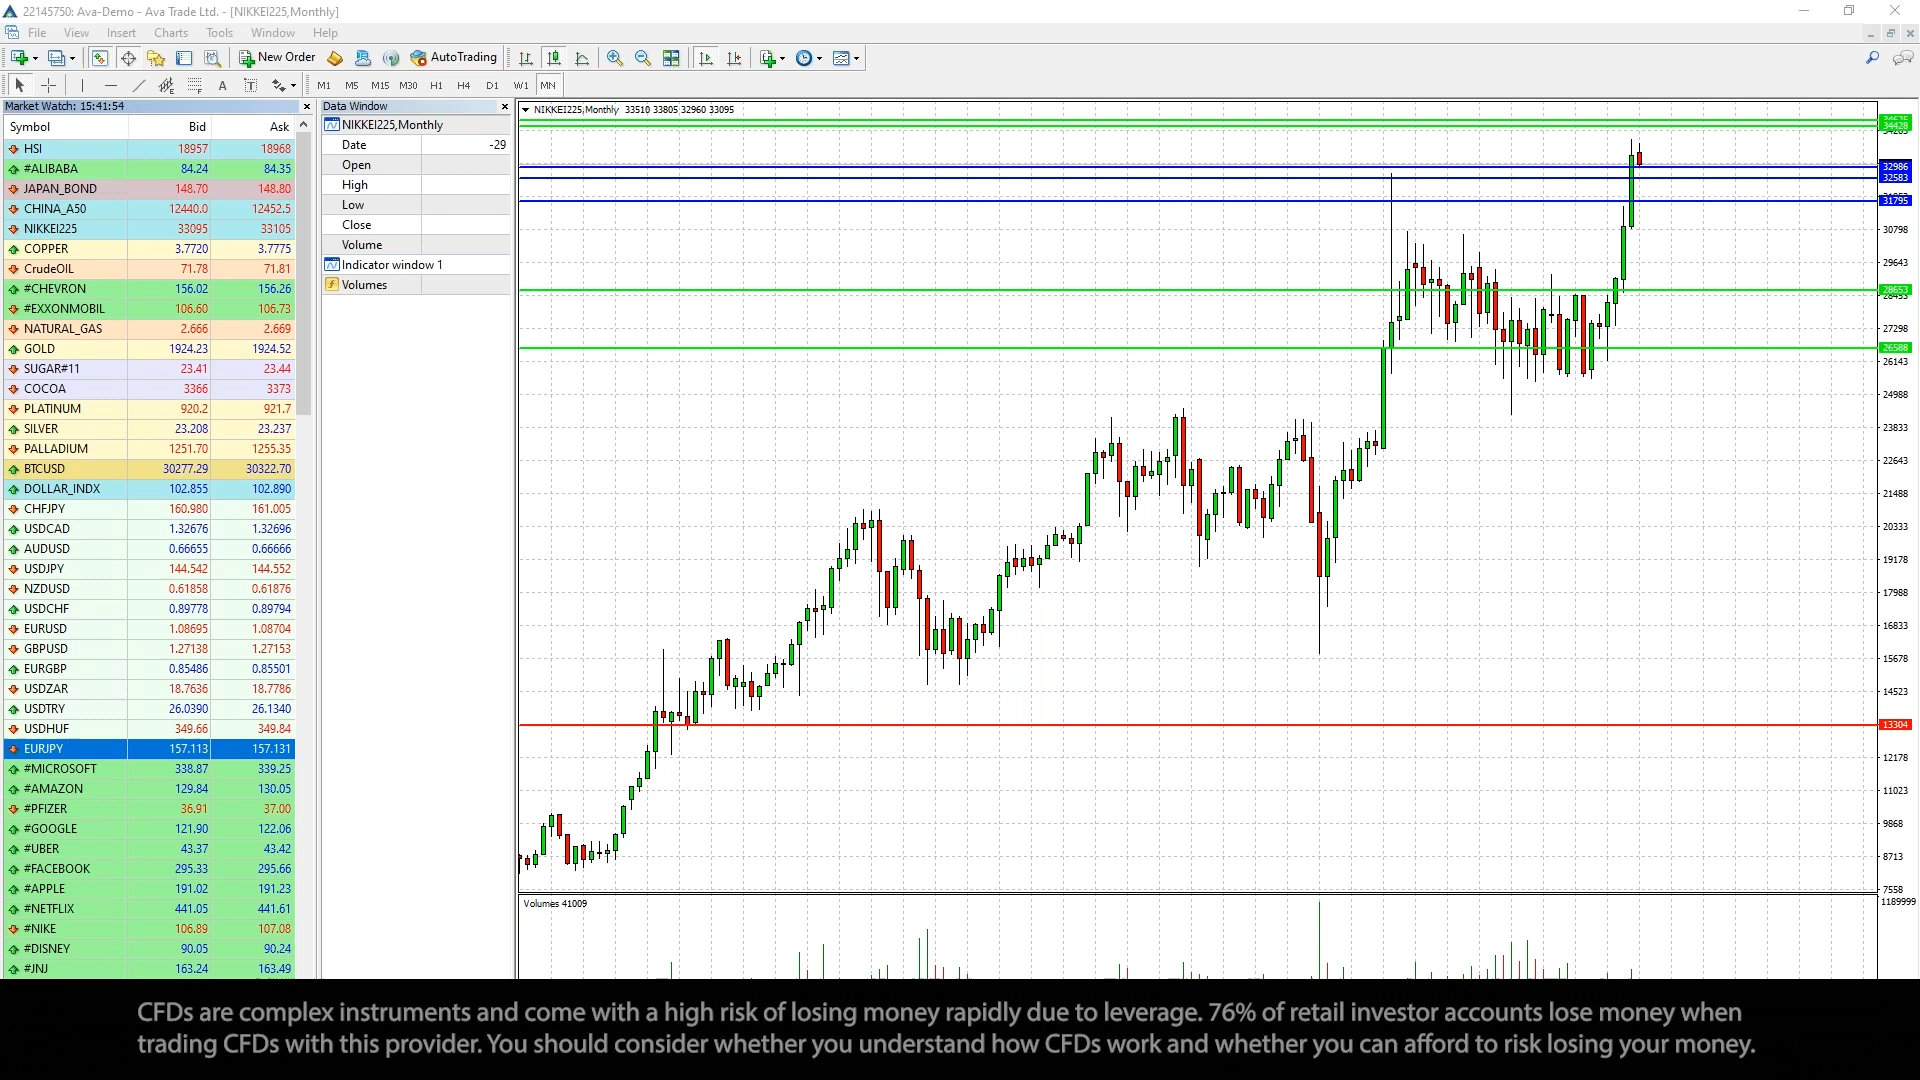 22145750: Ava-Demo - Ava Trade Ltd. - [NIKKEI225,Monthly]
File View Insert Charts Tools Window Help
New Order AutoTrading
A T M1 M5 M15 M30 H1 H4 D1 W1 MN
Market Watch: 15:41:54
Symbol Bid Ask
HSI 18957 18968
#ALIBABA 84.24 84.35
JAPAN_BOND 148.70 148.80
CHINA_A50 12440.0 12452.5
NIKKEI225 33095 33105
COPPER 3.7720 3.7775
CrudeOIL 71.78 71.81
#CHEVRON 156.02 156.26
#EXXONMOBIL 106.60 106.73
NATURAL_GAS 2.666 2.669
GOLD 1924.23 1924.52
SUGAR#11 23.41 23.44
COCOA 3366 3373
PLATINUM 920.2 921.7
SILVER 23.208 23.237
PALLADIUM 1251.70 1255.35
BTCUSD 30277.29 30322.70
DOLLAR_INDX 102.855 102.890
CHFJPY 160.980 161.005
USDCAD 1.32676 1.32696
AUDUSD 0.66655 0.66666
USDJPY 144.542 144.552
NZDUSD 0.61858 0.61876
USDCHF 0.89778 0.89794
EURUSD 1.08695 1.08704
GBPUSD 1.27138 1.27153
EURGBP 0.85486 0.85501
USDZAR 18.7636 18.7786
USDTRY 26.0390 26.1340
USDHUF 349.66 349.84
EURJPY 157.113 157.131
#MICROSOFT 338.87 339.25
#AMAZON 129.84 130.05
#PFIZER 36.91 37.00
#GOOGLE 121.90 122.06
#UBER 43.37 43.42
#FACEBOOK 295.33 295.66
#APPLE 191.02 191.23
#NETFLIX 441.05 441.61
#NIKE 106.89 107.08
#DISNEY 90.05 90.24
#JNJ 163.24 163.49
Data Window
NIKKEI225,Monthly
Date -29
Open
High
Low
Close
Volume
Indicator window 1
Volumes
NIKKEI225,Monthly 33510 33805 32960 33095
34428
32986
32583
31795
30798
29643
28653
27298
26588
26143
24988
23833
22643
21488
20333
19178
17988
16833
15678
14523
13304
12178
11023
9868
8713
7558
Volumes 41009
1189999
CFDs are complex instruments and come with a high risk of losing money rapidly due to leverage. 76% of retail investor accounts lose money when
trading CFDs with this provider. You should consider whether you understand how CFDs work and whether you can afford to risk losing your money.